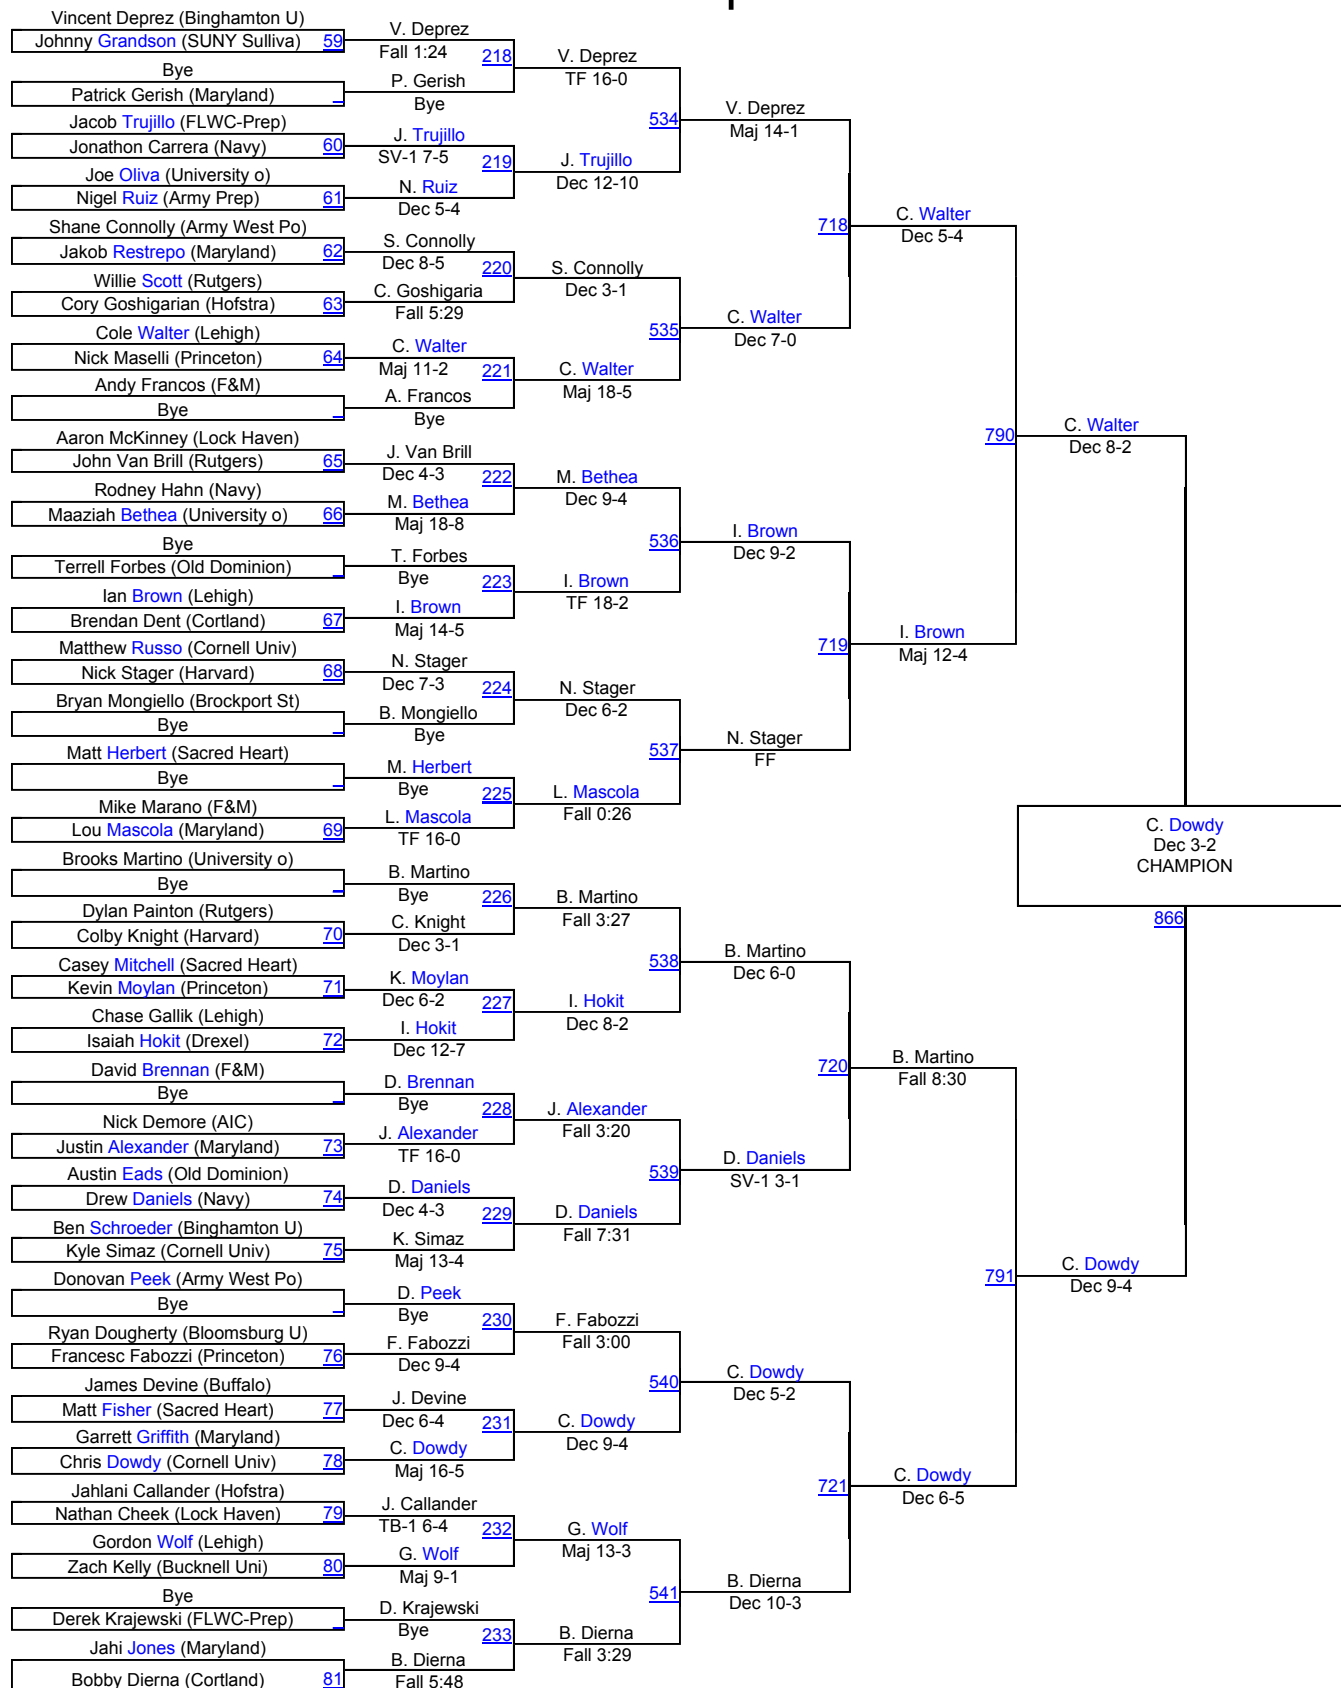 Vincent Deprez (Binghamton U)
Johnny Grandson (SUNY Sulliva) 59
Bye
Patrick Gerish (Maryland)
Jacob Trujillo (FLWC-Prep)
Jonathon Carrera (Navy) 60
Joe Oliva (University o)
Nigel Ruiz (Army Prep) 61
Shane Connolly (Army West Po)
Jakob Restrepo (Maryland) 62
Willie Scott (Rutgers)
Cory Goshigarian (Hofstra) 63
Cole Walter (Lehigh)
Nick Maselli (Princeton) 64
Andy Francos (F&M)
Bye
Aaron McKinney (Lock Haven)
John Van Brill (Rutgers) 65
Rodney Hahn (Navy)
Maaziah Bethea (University o) 66
Bye
Terrell Forbes (Old Dominion)
Ian Brown (Lehigh)
Brendan Dent (Cortland) 67
Matthew Russo (Cornell Univ)
Nick Stager (Harvard) 68
Bryan Mongiello (Brockport St)
Bye
Matt Herbert (Sacred Heart)
Bye
Mike Marano (F&M)
Lou Mascola (Maryland) 69
Brooks Martino (University o)
Bye
Dylan Painton (Rutgers)
Colby Knight (Harvard) 70
Casey Mitchell (Sacred Heart)
Kevin Moylan (Princeton) 71
Chase Gallik (Lehigh)
Isaiah Hokit (Drexel) 72
David Brennan (F&M)
Bye
Nick Demore (AIC)
Justin Alexander (Maryland) 73
Austin Eads (Old Dominion)
Drew Daniels (Navy) 74
Ben Schroeder (Binghamton U)
Kyle Simaz (Cornell Univ) 75
Donovan Peek (Army West Po)
Bye
Ryan Dougherty (Bloomsburg U)
Francesc Fabozzi (Princeton) 76
James Devine (Buffalo)
Matt Fisher (Sacred Heart) 77
Garrett Griffith (Maryland)
Chris Dowdy (Cornell Univ) 78
Jahlani Callander (Hofstra)
Nathan Cheek (Lock Haven) 79
Gordon Wolf (Lehigh)
Zach Kelly (Bucknell Uni) 80
Bye
Derek Krajewski (FLWC-Prep)
Jahi Jones (Maryland)
Bobby Dierna (Cortland) 81
V. Deprez
Fall 1:24
218
P. Gerish
Bye
J. Trujillo
SV-1 7-5
219
N. Ruiz
Dec 5-4
S. Connolly
Dec 8-5
220
C. Goshigaria
Fall 5:29
C. Walter
Maj 11-2
221
A. Francos
Bye
J. Van Brill
Dec 4-3
222
M. Bethea
Maj 18-8
T. Forbes
Bye
223
I. Brown
Maj 14-5
N. Stager
Dec 7-3
224
B. Mongiello
Bye
M. Herbert
Bye
225
L. Mascola
TF 16-0
B. Martino
Bye
226
C. Knight
Dec 3-1
K. Moylan
Dec 6-2
227
I. Hokit
Dec 12-7
D. Brennan
Bye
228
J. Alexander
TF 16-0
D. Daniels
Dec 4-3
229
K. Simaz
Maj 13-4
D. Peek
Bye
230
F. Fabozzi
Dec 9-4
J. Devine
Dec 6-4
231
C. Dowdy
Maj 16-5
J. Callander
TB-1 6-4
232
G. Wolf
Maj 9-1
D. Krajewski
Bye
233
B. Dierna
Fall 5:48
V. Deprez
TF 16-0
534
J. Trujillo
Dec 12-10
S. Connolly
Dec 3-1
535
C. Walter
Maj 18-5
M. Bethea
Dec 9-4
536
I. Brown
TF 18-2
N. Stager
Dec 6-2
537
L. Mascola
Fall 0:26
B. Martino
Fall 3:27
538
I. Hokit
Dec 8-2
J. Alexander
Fall 3:20
539
D. Daniels
Fall 7:31
F. Fabozzi
Fall 3:00
540
C. Dowdy
Dec 9-4
G. Wolf
Maj 13-3
541
B. Dierna
Fall 3:29
V. Deprez
Maj 14-1
718
C. Walter
Dec 7-0
I. Brown
Dec 9-2
719
N. Stager
FF
B. Martino
Dec 6-0
720
D. Daniels
SV-1 3-1
C. Dowdy
Dec 5-2
721
B. Dierna
Dec 10-3
C. Walter
Dec 5-4
790
I. Brown
Maj 12-4
B. Martino
Fall 8:30
791
C. Dowdy
Dec 6-5
C. Walter
Dec 8-2
C. Dowdy
Dec 9-4
C. Dowdy
Dec 3-2
CHAMPION
866